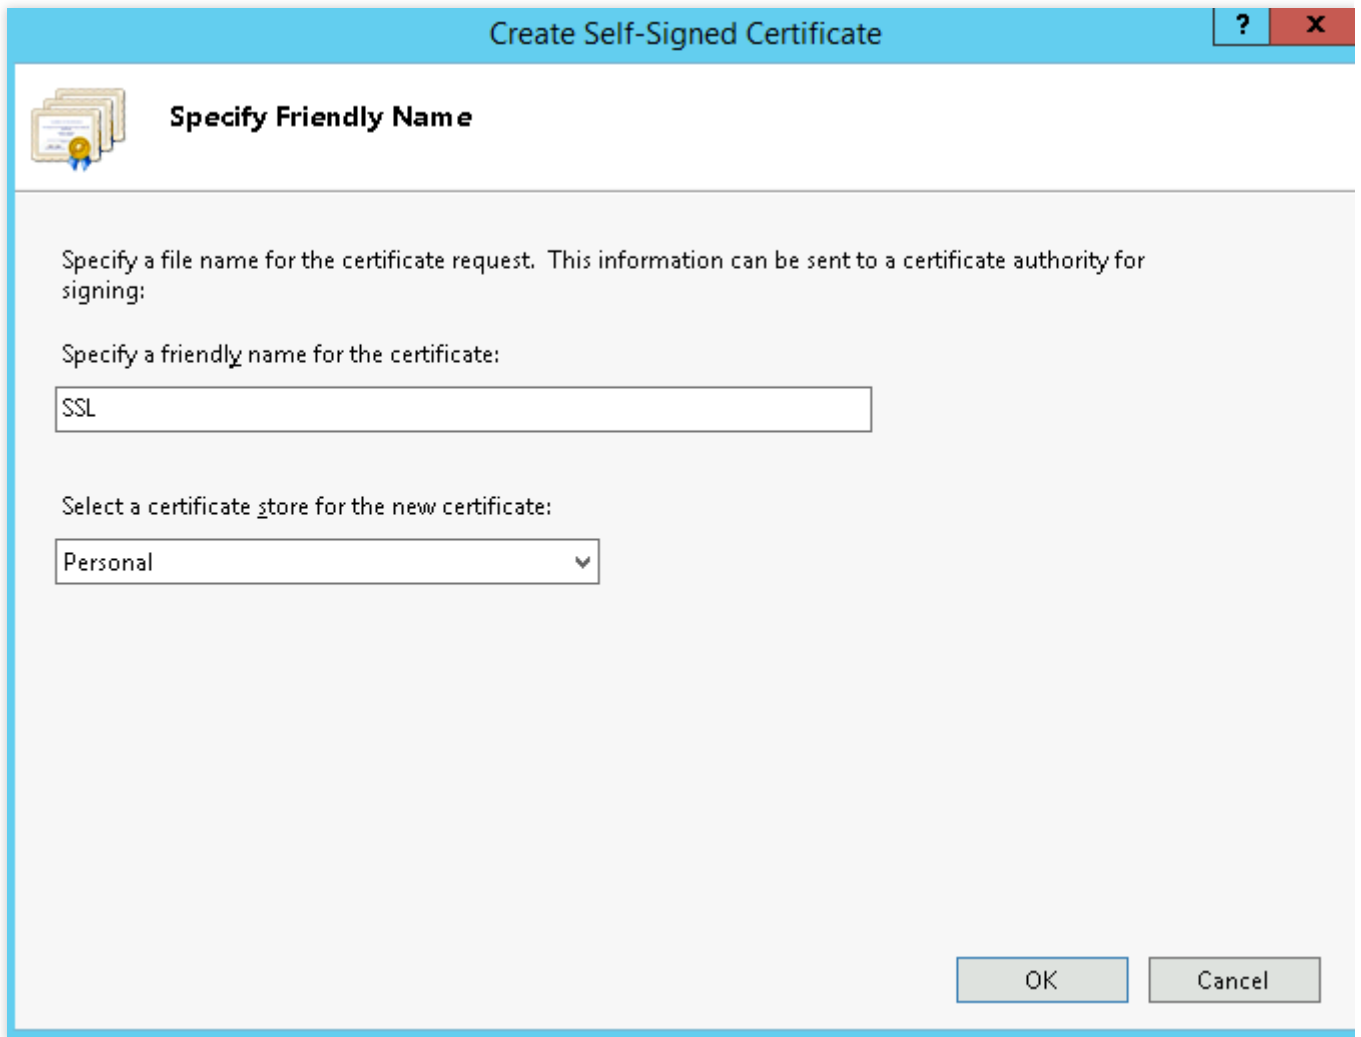 Create Self-Signed Certificate
?
X
Specify Friendly Name
Specify a file name for the certificate request.  This information can be sent to a certificate authority for
signing:
Specify a friendly name for the certificate:
SSL
Select a certificate store for the new certificate:
Personal
OK
Cancel